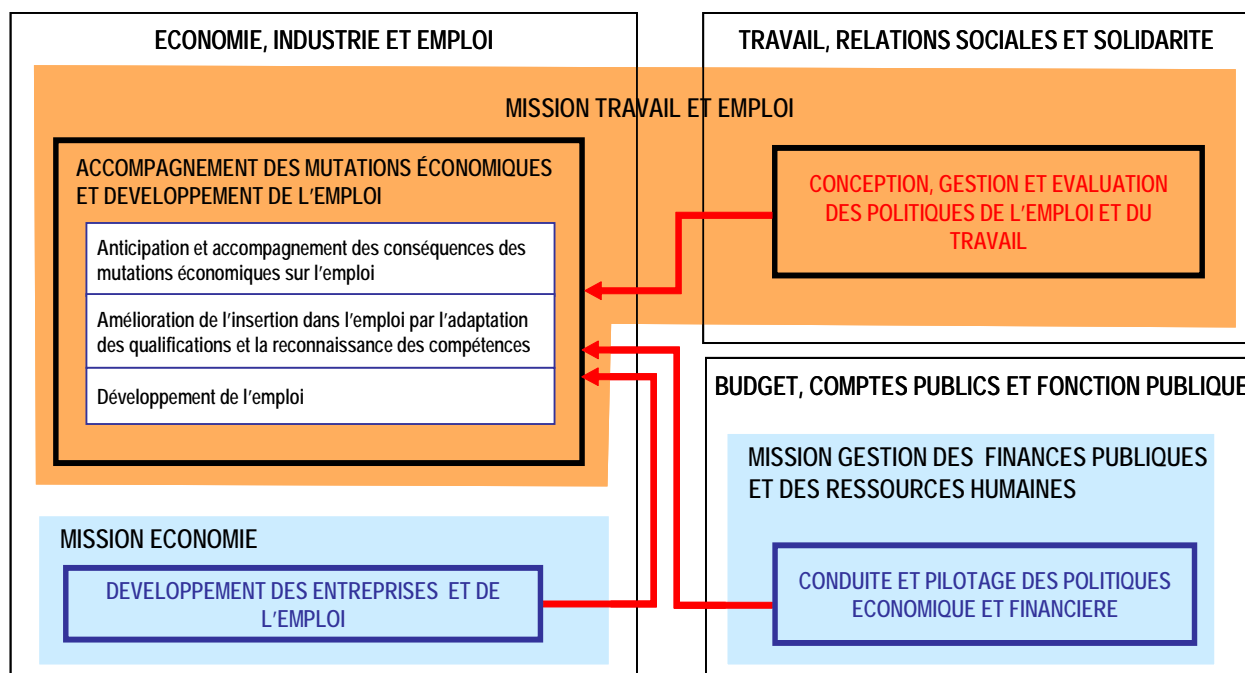 ECONOMIE, INDUSTRIE ET EMPLOI
TRAVAIL, RELATIONS SOCIALES ET SOLIDARITE
MISSION TRAVAIL ET EMPLOI
ACCOMPAGNEMENT DES MUTATIONS ÉCONOMIQUES
ET DEVELOPPEMENT DE L'EMPLOI
Anticipation et accompagnement des conséquences des
mutations économiques sur l'emploi
Amélioration de l'insertion dans l'emploi par l'adaptation
des qualifications et la reconnaissance des compétences
Développement de l'emploi
CONCEPTION, GESTION ET EVALUATION
DES POLITIQUES DE L'EMPLOI ET DU
TRAVAIL
BUDGET, COMPTES PUBLICS ET FONCTION PUBLIQUE
MISSION GESTION DES FINANCES PUBLIQUES
ET DES RESSOURCES HUMAINES
CONDUITE ET PILOTAGE DES POLITIQUES
ECONOMIQUE ET FINANCIERE
MISSION ECONOMIE
DEVELOPPEMENT DES ENTREPRISES ET DE
L'EMPLOI